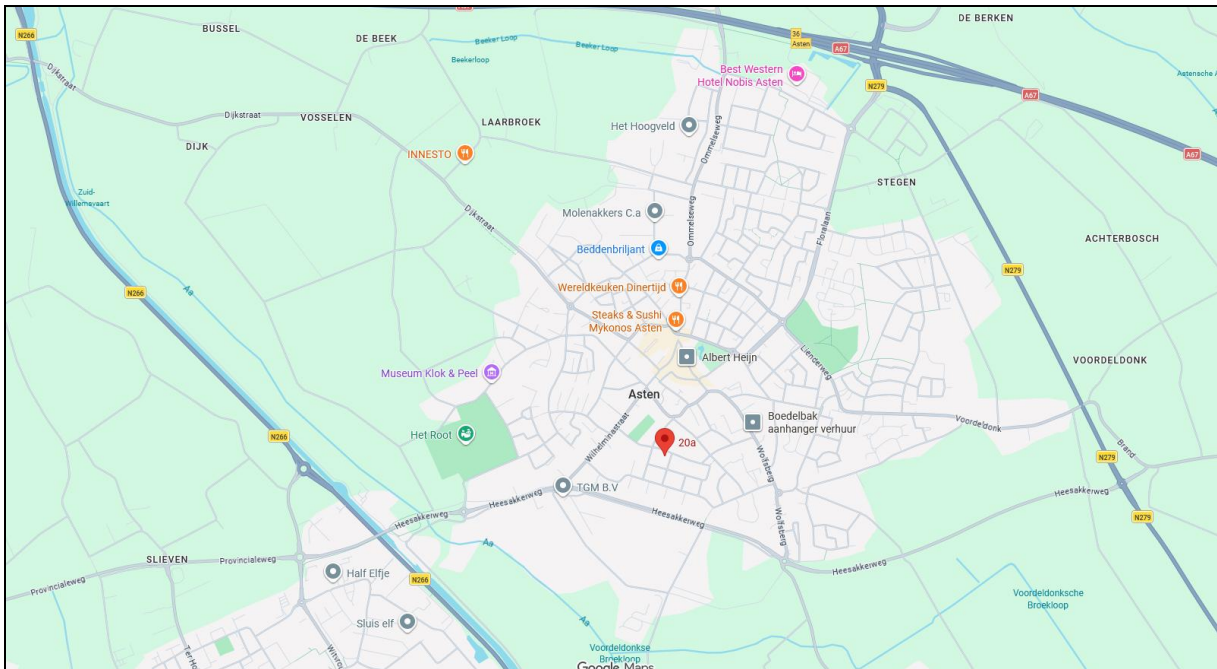 N266
BUSSEL
DE BEEK
Beeker Loop
Beekerloop
Beeker Loop
36
Asten
A67
DE BERKEN
Best Western
Hotel Nobis Asten
N279
A67
Dijkstraat
Dijkstraat
VOSSELEN
LAARBROEK
Het Hoogveld
Ommelseweg
DIJK
INNESTO
A67
STEGEN
Zuid-
Willemsvaart
Dijkstraat
Molenakkers C.a
Ommelseweg
Floralaan
ACHTERBOSCH
Beddenbriljant
N279
Aa
N266
Wereldkeuken Dinertijd
Steaks & Sushi
Mykonos Asten
Albert Heijn
Lienderweg
VOORDELDONK
Museum Klok & Peel
Asten
Boedelbak
aanhanger verhuur
Voordeldonk
Het Root
N266
Wilhelminastraat
20a
Wolfsberg
Brand
N279
TGM B.V
Heesakkerweg
Heesakkerweg
Heesakkerweg
Wolfsberg
N279
Aa
SLIEVEN
Provincialeweg
Provincialeweg
Half Elfje
N266
Heesakkerweg
Voordeldonksche
Broekloop
Sluis elf
Aa
Voordeldonkse
Broekloop
Google Maps